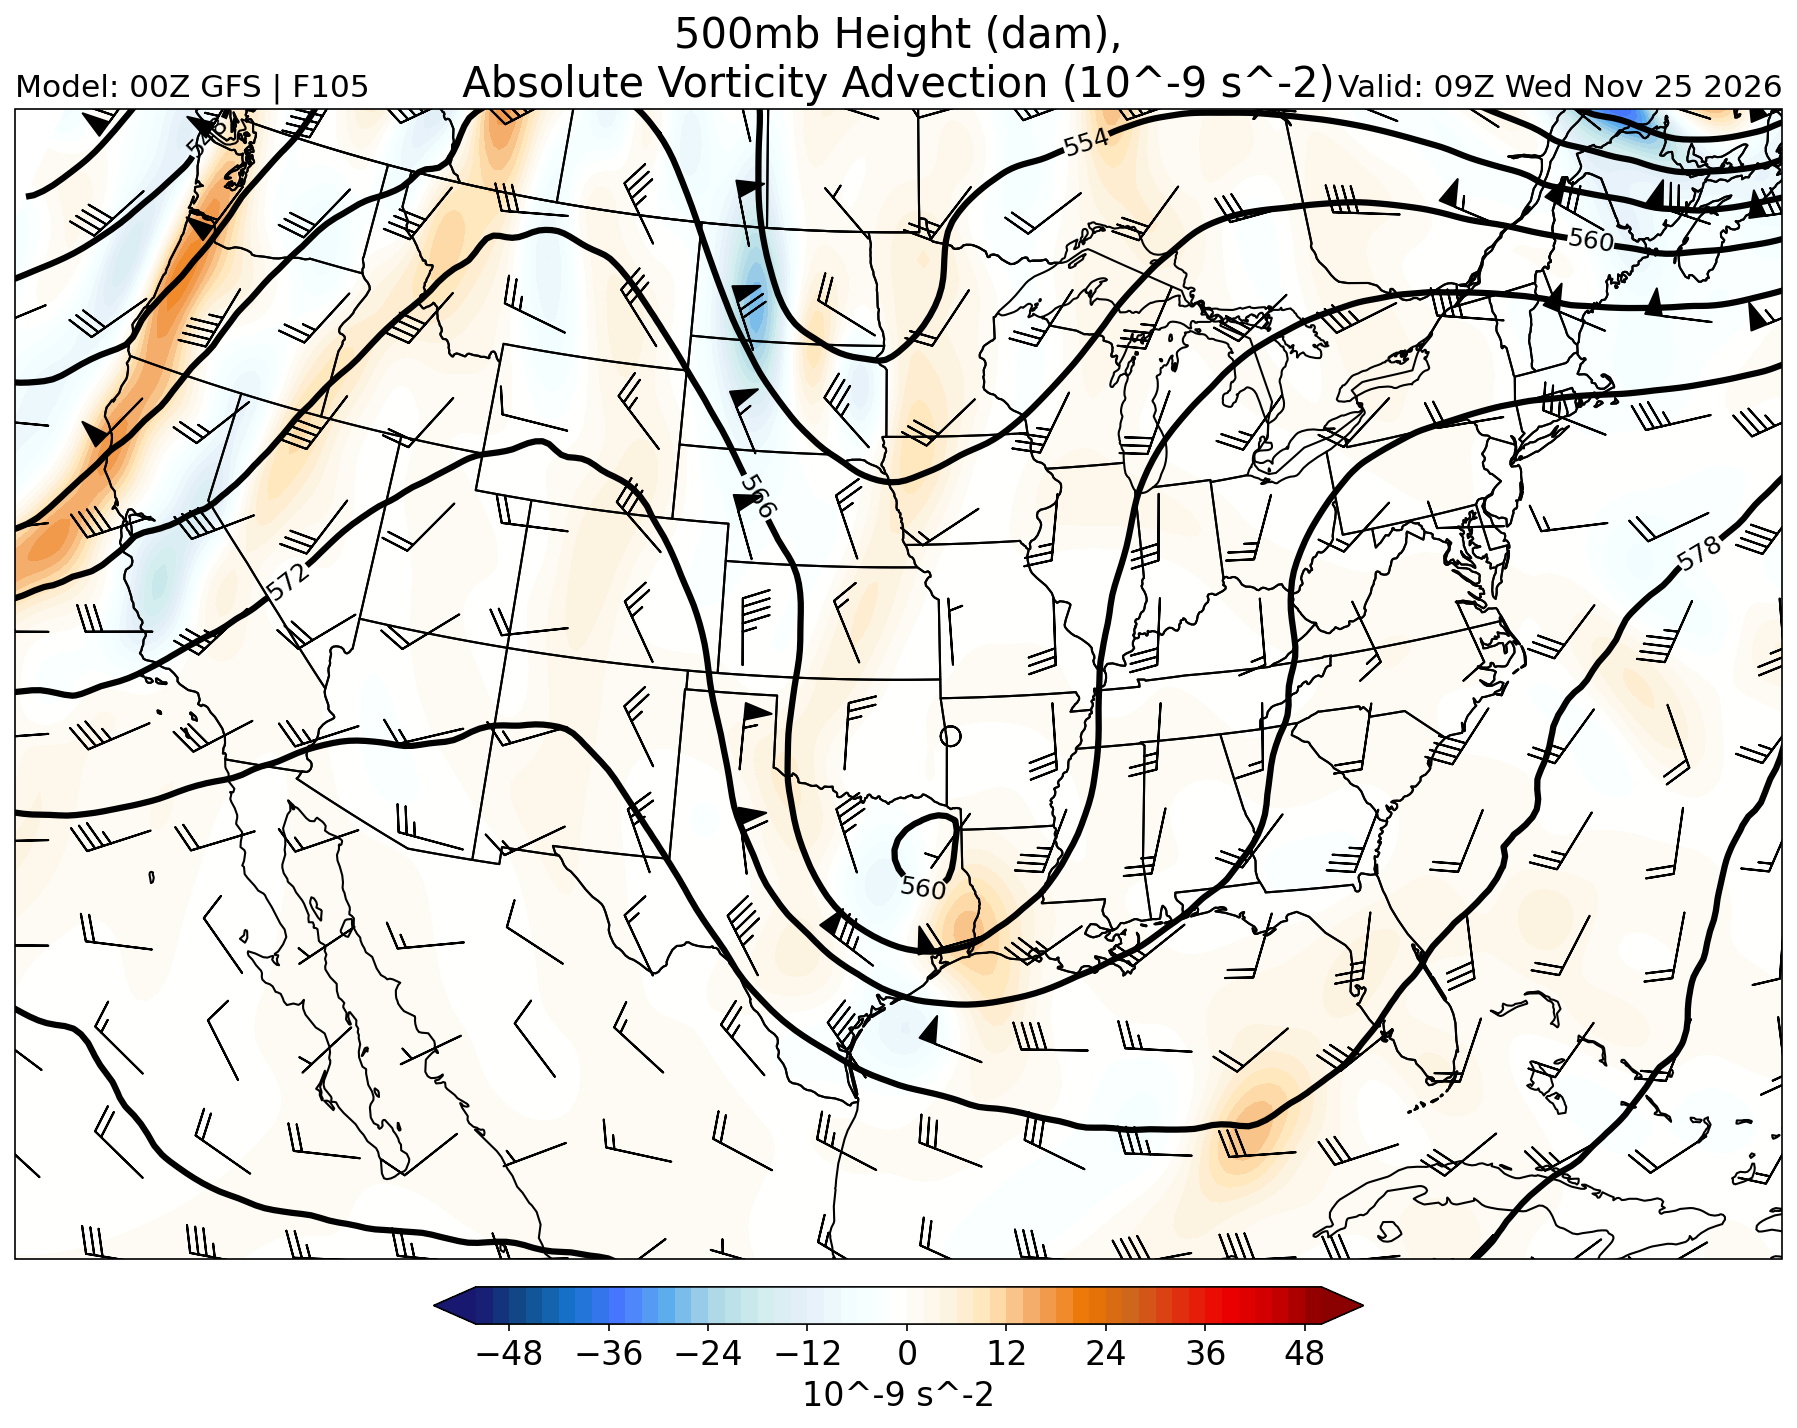 500mb Height (dam),
Model: 00Z GFS | F105
Absolute Vorticity Advection (10^-9 s^-2)
Valid: 09Z Wed Nov 25 2026
554
560
566
578
572
560
−48 −36 −24 −12 0 12 24 36 48
10^-9 s^-2